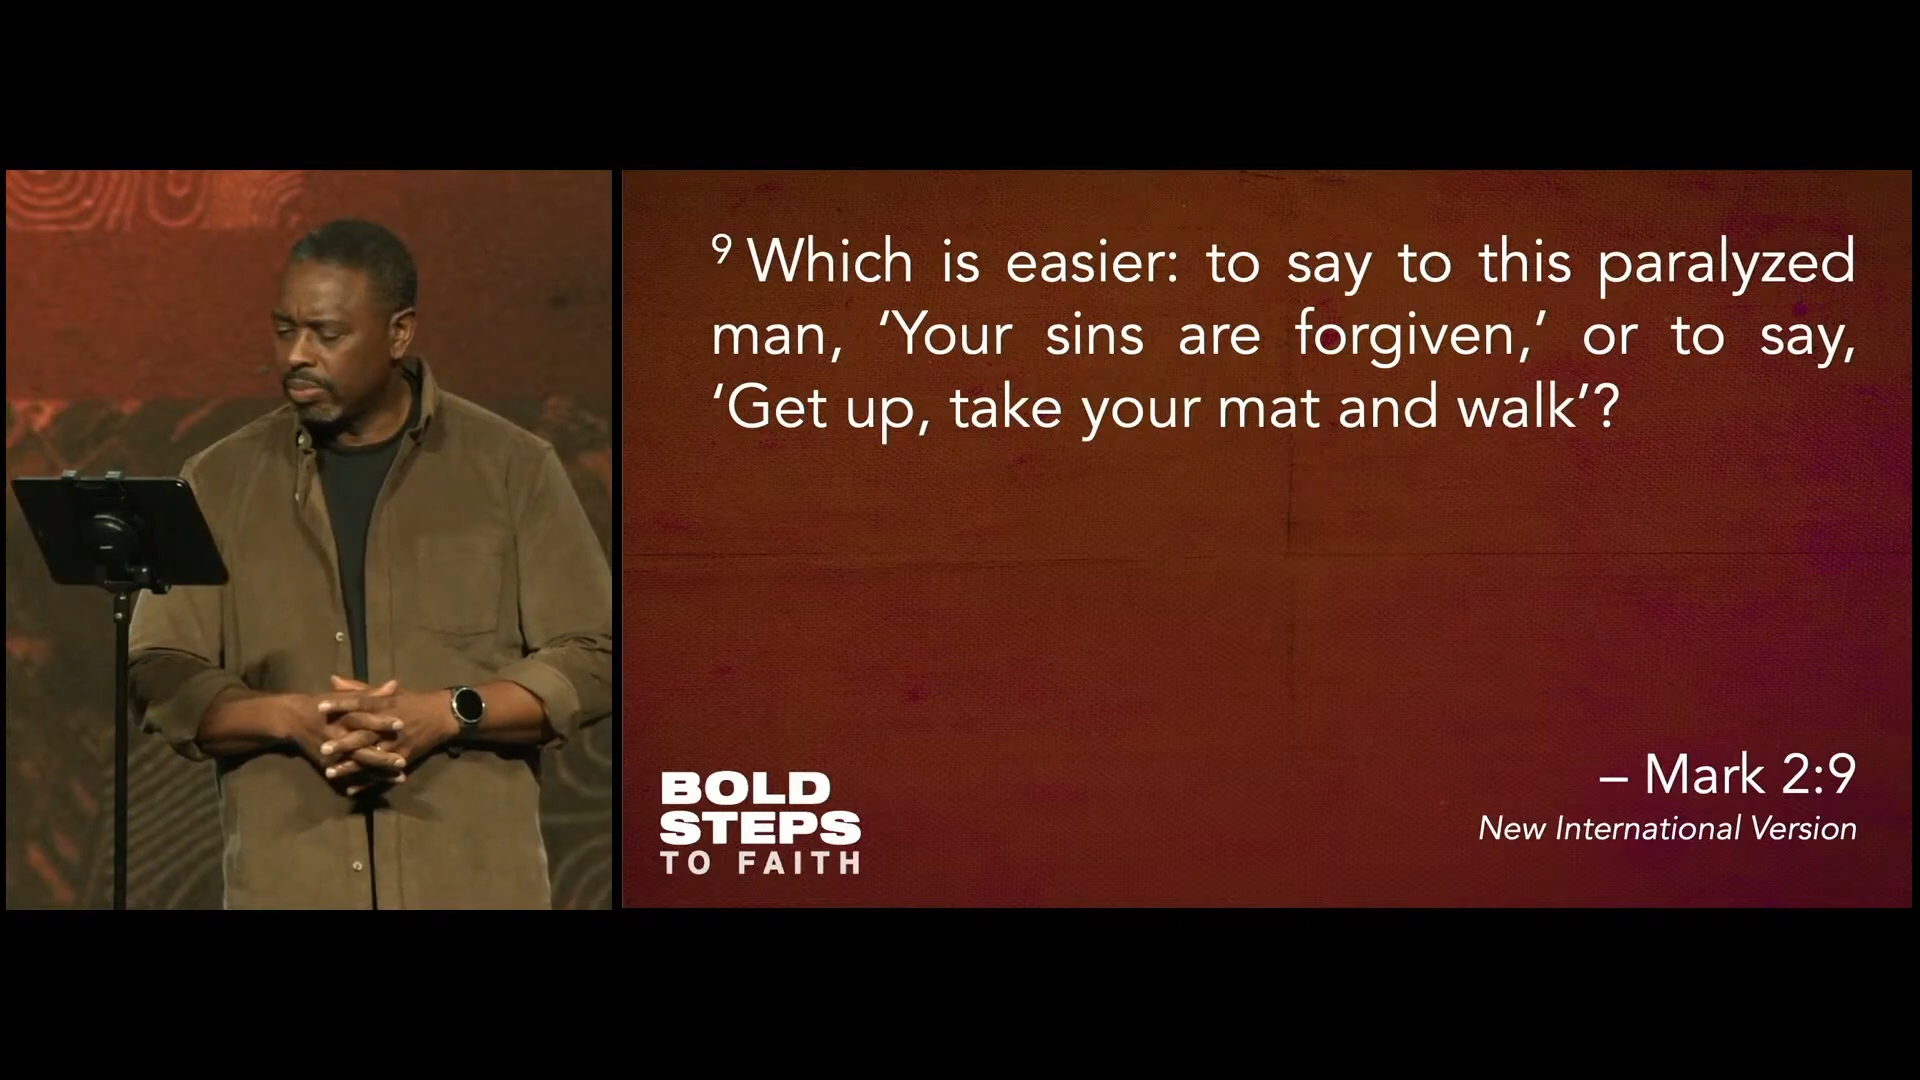 ⁹ Which is easier: to say to this paralyzed
man, ‘Your sins are forgiven,’ or to say,
‘Get up, take your mat and walk’?
– Mark 2:9
New International Version
BOLD
STEPS
TO FAITH